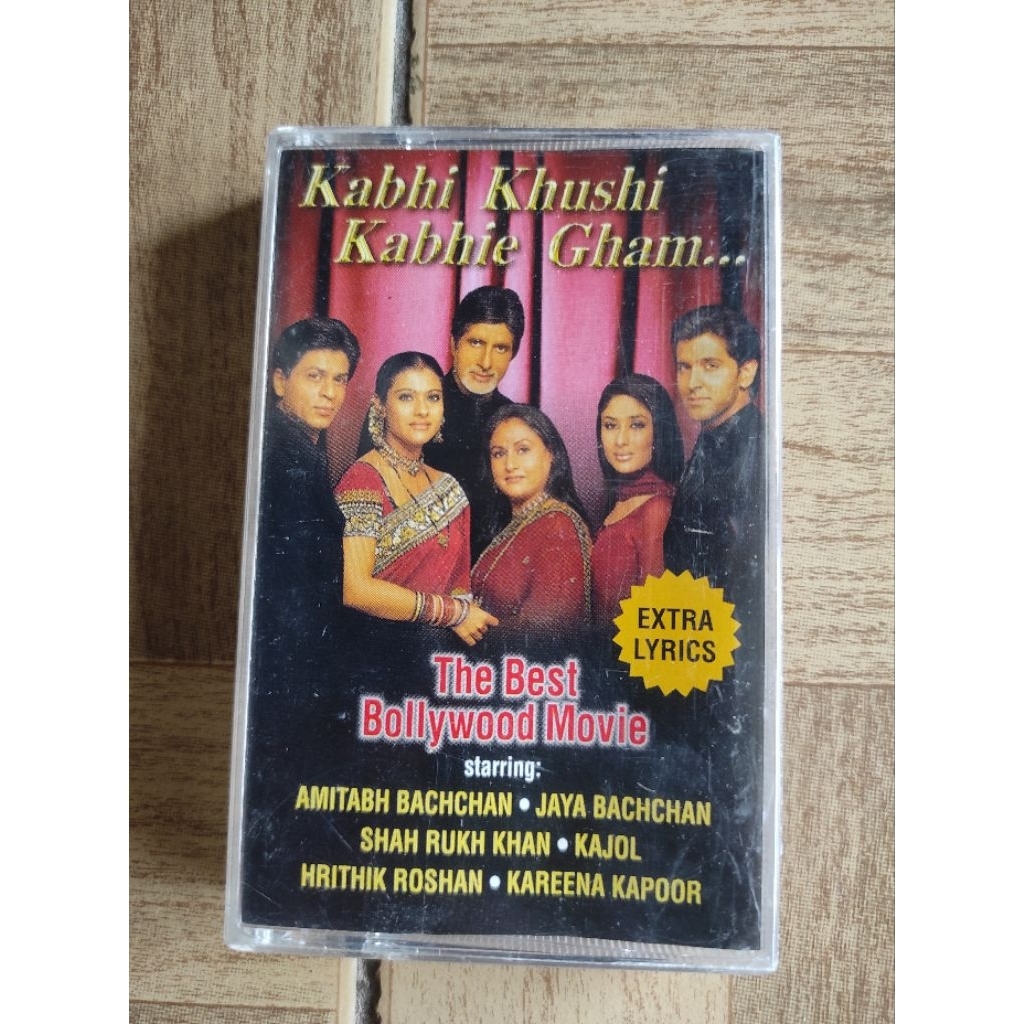 Kabhi Khushi
Kabhie Gham...
EXTRA
LYRICS
The Best
Bollywood Movie
starring:
AMITABH BACHCHAN • JAYA BACHCHAN
SHAH RUKH KHAN • KAJOL
HRITHIK ROSHAN • KAREENA KAPOOR